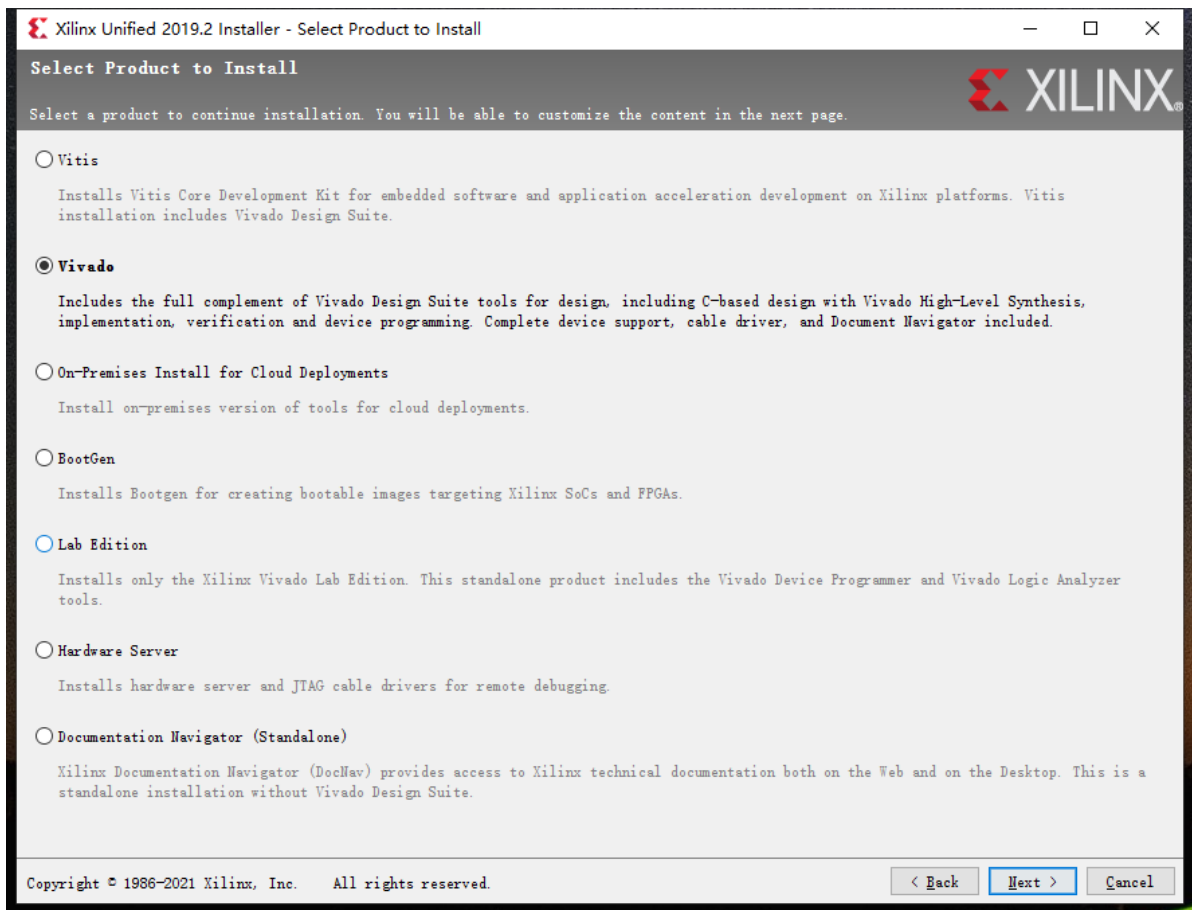 Xilinx Unified 2019.2 Installer - Select Product to Install
Select Product to Install
XILINX®
Select a product to continue installation. You will be able to customize the content in the next page.
Vitis
Installs Vitis Core Development Kit for embedded software and application acceleration development on Xilinx platforms. Vitis
installation includes Vivado Design Suite.
Vivado
Includes the full complement of Vivado Design Suite tools for design, including C-based design with Vivado High-Level Synthesis,
implementation, verification and device programming. Complete device support, cable driver, and Document Navigator included.
On-Premises Install for Cloud Deployments
Install on-premises version of tools for cloud deployments.
BootGen
Installs Bootgen for creating bootable images targeting Xilinx SoCs and FPGAs.
Lab Edition
Installs only the Xilinx Vivado Lab Edition. This standalone product includes the Vivado Device Programmer and Vivado Logic Analyzer
tools.
Hardware Server
Installs hardware server and JTAG cable drivers for remote debugging.
Documentation Navigator (Standalone)
Xilinx Documentation Navigator (DocNav) provides access to Xilinx technical documentation both on the Web and on the Desktop. This is a
standalone installation without Vivado Design Suite.
Copyright © 1986-2021 Xilinx, Inc. All rights reserved.
< Back
Next >
Cancel